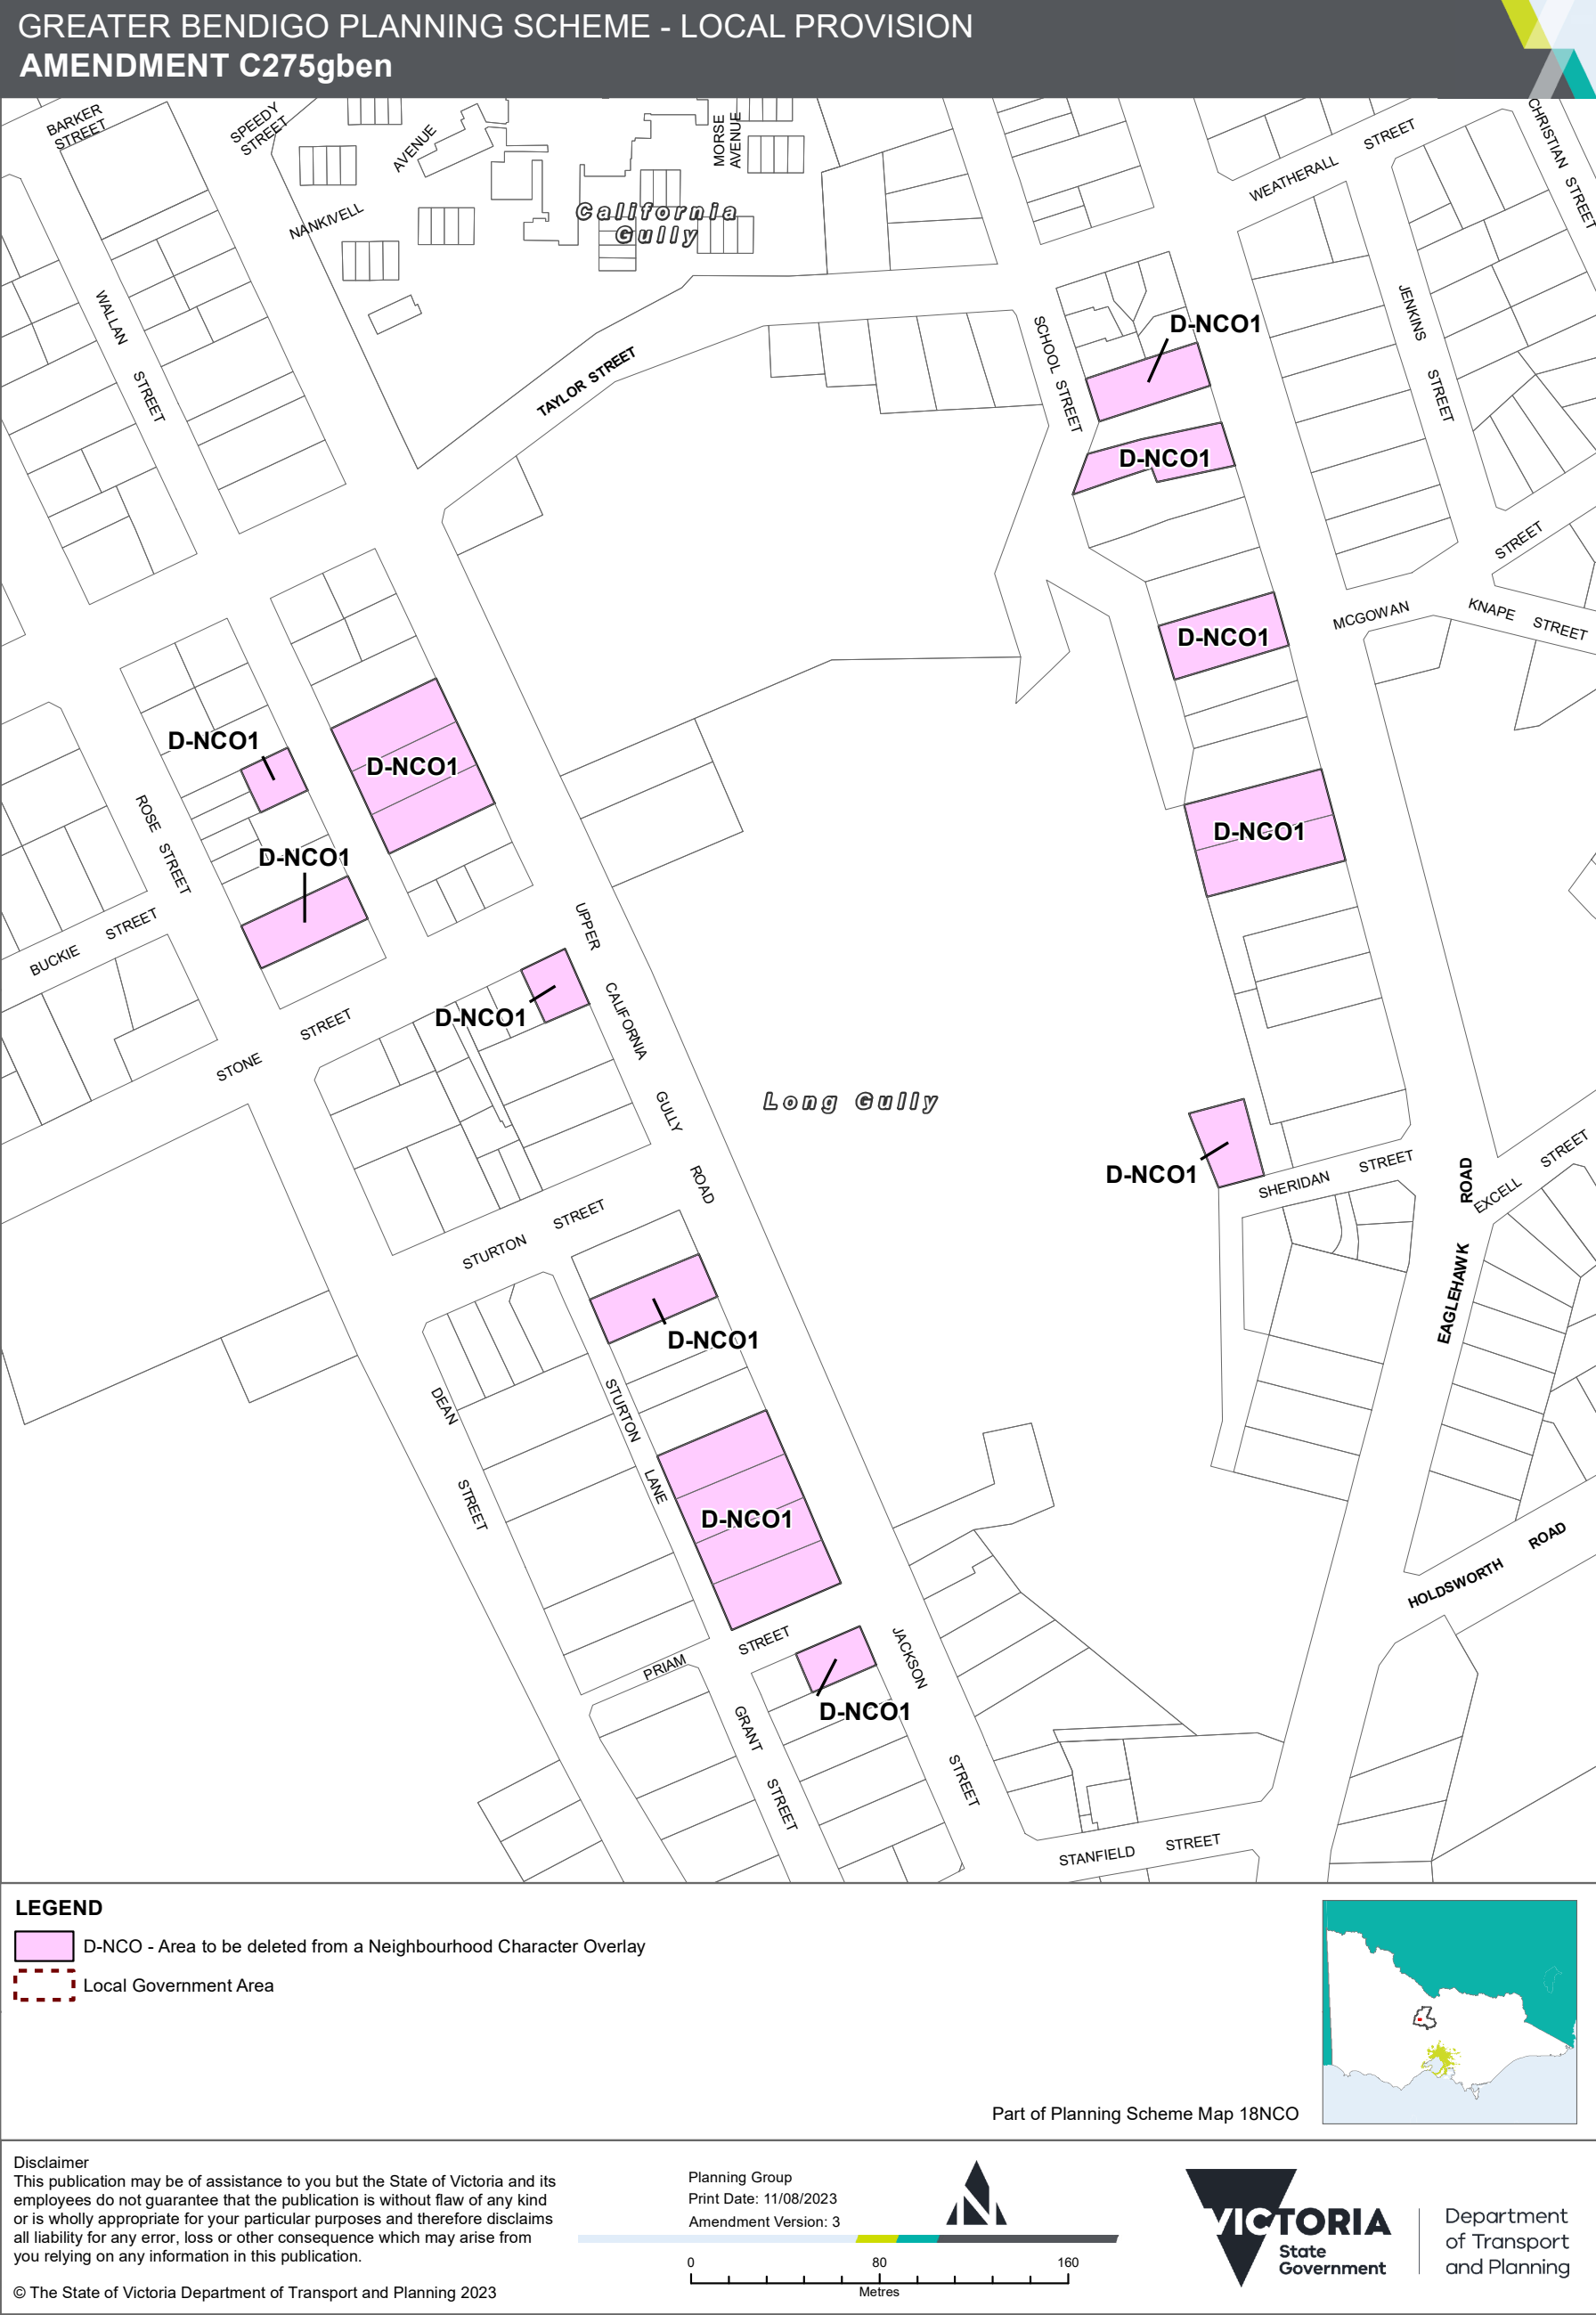 GREATER BENDIGO PLANNING SCHEME - LOCAL PROVISION
AMENDMENT C275gben
BARKER
STREET
SPEEDY
STREET
AVENUE
NANKIVELL
MORSE
AVENUE
California
Gully
WEATHERALL STREET
CHRISTIAN STREET
WALLAN STREET
TAYLOR STREET
SCHOOL STREET
JENKINS STREET
D-NCO1
D-NCO1
MCGOWAN STREET
KNAPE STREET
D-NCO1
D-NCO1
D-NCO1
D-NCO1
D-NCO1
ROSE STREET
BUCKIE STREET
STONE STREET
D-NCO1
UPPER CALIFORNIA GULLY ROAD
Long Gully
D-NCO1
SHERIDAN STREET
EXCELL STREET
EAGLEHAWK ROAD
STURTON STREET
D-NCO1
DEAN STREET
STURTON LANE
D-NCO1
HOLDSWORTH ROAD
PRIAM STREET
D-NCO1
JACKSON STREET
GRANT STREET
STANFIELD STREET
LEGEND
D-NCO - Area to be deleted from a Neighbourhood Character Overlay
Local Government Area
Part of Planning Scheme Map 18NCO
Disclaimer
This publication may be of assistance to you but the State of Victoria and its
employees do not guarantee that the publication is without flaw of any kind
or is wholly appropriate for your particular purposes and therefore disclaims
all liability for any error, loss or other consequence which may arise from
you relying on any information in this publication.
© The State of Victoria Department of Transport and Planning 2023
Planning Group
Print Date: 11/08/2023
Amendment Version: 3
N
0 80 160
Metres
VICTORIA
State
Government
Department
of Transport
and Planning